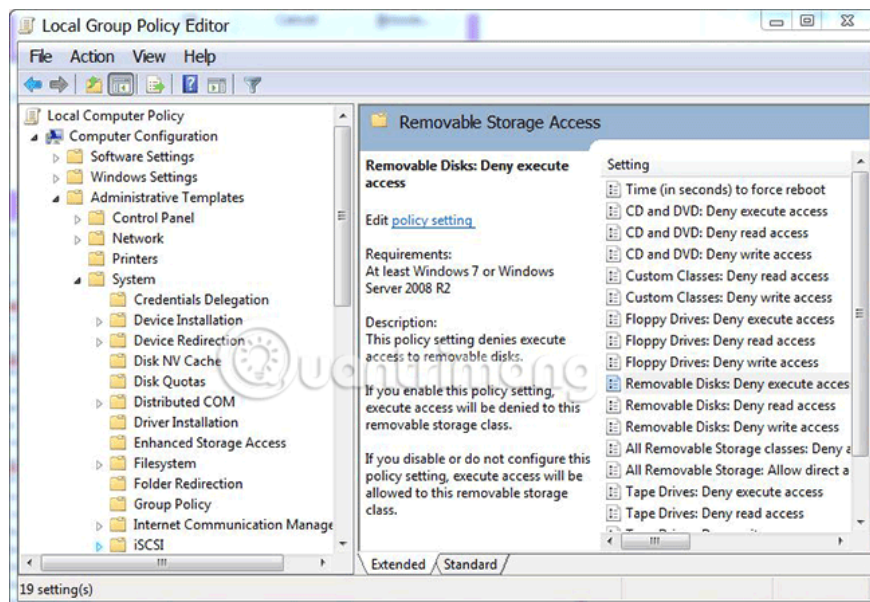 Local Group Policy Editor
File Action View Help
Local Computer Policy
Computer Configuration
Software Settings
Windows Settings
Administrative Templates
Control Panel
Network
Printers
System
Credentials Delegation
Device Installation
Device Redirection
Disk NV Cache
Disk Quotas
Distributed COM
Driver Installation
Enhanced Storage Access
Filesystem
Folder Redirection
Group Policy
Internet Communication Manage
iSCSI
Removable Storage Access
Removable Disks: Deny execute
access
Edit policy setting
Requirements:
At least Windows 7 or Windows
Server 2008 R2
Description:
This policy setting denies execute
access to removable disks.
If you enable this policy setting,
execute access will be denied to this
removable storage class.
If you disable or do not configure this
policy setting, execute access will be
allowed to this removable storage
class.
Setting
Time (in seconds) to force reboot
CD and DVD: Deny execute access
CD and DVD: Deny read access
CD and DVD: Deny write access
Custom Classes: Deny read access
Custom Classes: Deny write access
Floppy Drives: Deny execute access
Floppy Drives: Deny read access
Floppy Drives: Deny write access
Removable Disks: Deny execute acces
Removable Disks: Deny read access
Removable Disks: Deny write access
All Removable Storage classes: Deny a
All Removable Storage: Allow direct a
Tape Drives: Deny execute access
Tape Drives: Deny read access
Extended Standard
19 setting(s)
Quantrimang